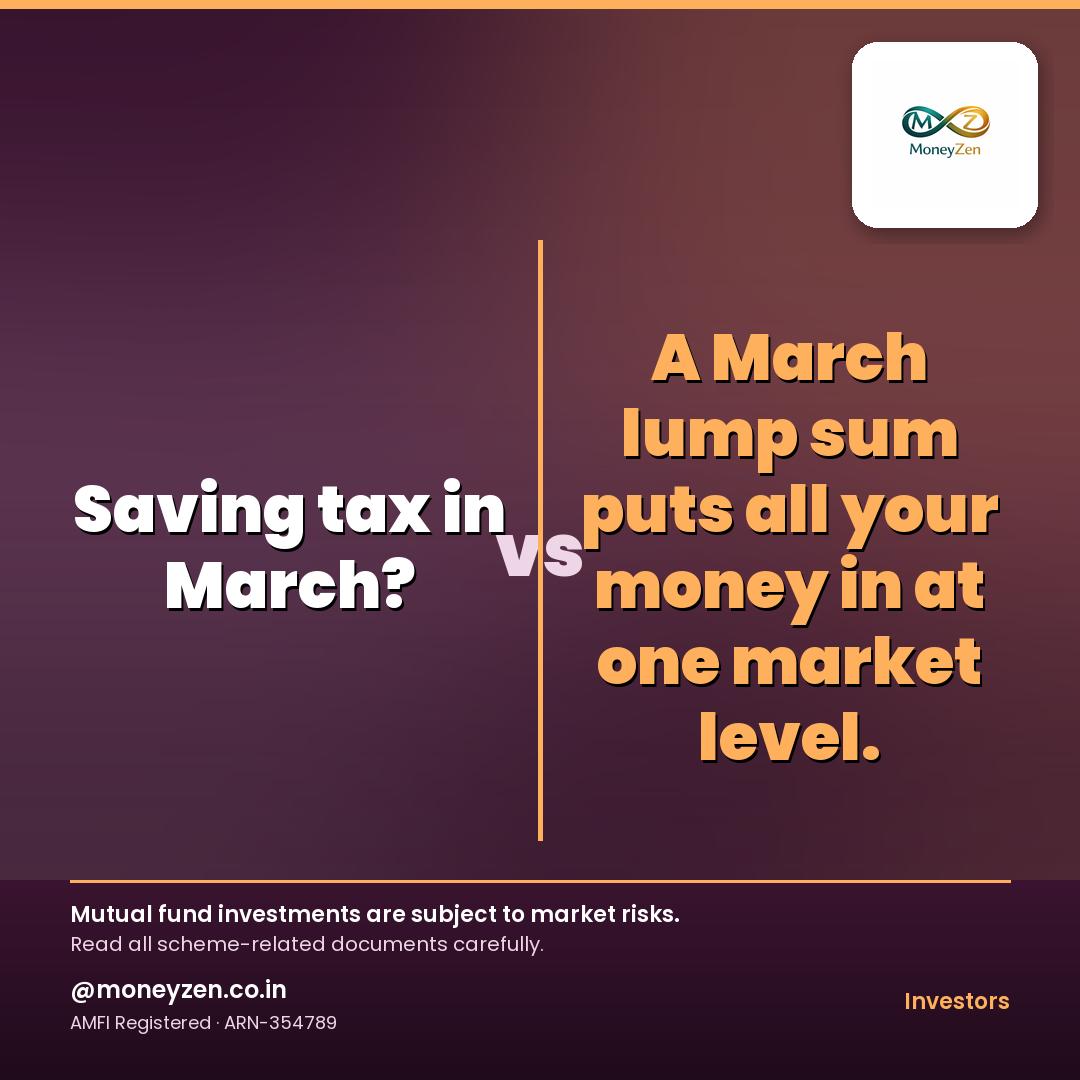 MZ
MoneyZen
Saving tax in
March?
vs
A March
lump sum
puts all your
money in at
one market
level.
Mutual fund investments are subject to market risks.
Read all scheme-related documents carefully.
@moneyzen.co.in
AMFI Registered · ARN-354789
Investors